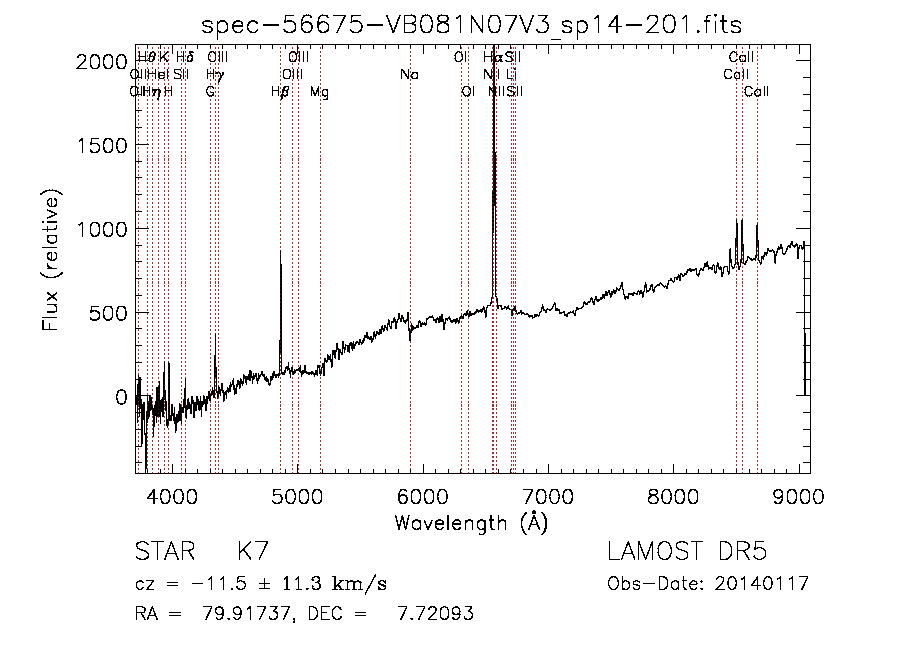 spec-56675-VB081N07V3_sp14-201.fits
Hθ K Hδ OIII OIII OI Hα SII CaII
OII HeI SII Hγ OIII Na NII Li CaII
OII Hη H G Hβ Mg OI NII SII CaII
2000
1500
1000
500
0
Flux (relative)
4000 5000 6000 7000 8000 9000
Wavelength (Å)
STAR K7 LAMOST DR5
cz = -11.5 ± 11.3 km/s Obs-Date: 20140117
RA = 79.91737, DEC = 7.72093